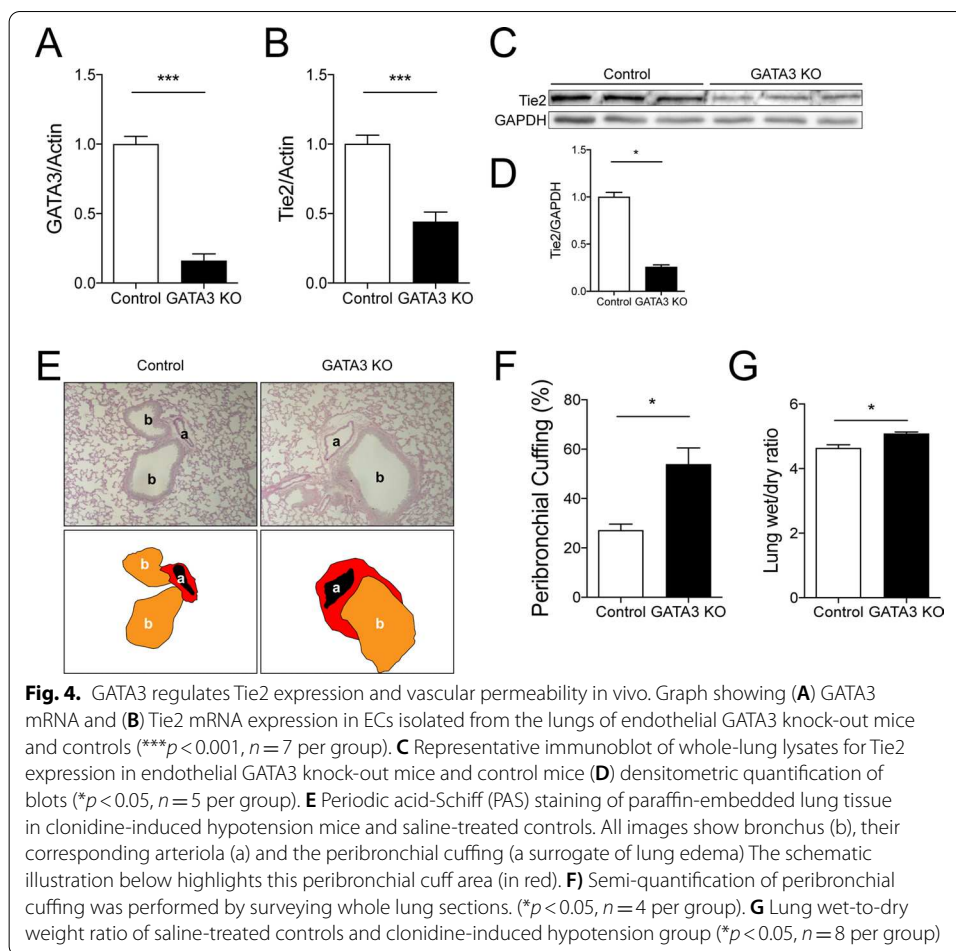 A
***
GATA3/Actin
1.5
1.0
0.5
0.0
Control GATA3 KO
B
***
Tie2/Actin
1.5
1.0
0.5
0.0
Control GATA3 KO
C
Control GATA3 KO
Tie2
GAPDH
D
*
Tie2/GAPDH
1.5
1.0
0.5
0.0
Control GATA3 KO
E
Control GATA3 KO
b
a
b
a
b
b
a
b
a
b
F
*
Peribronchial Cuffing (%)
80
60
40
20
0
Control GATA3 KO
G
*
Lung wet/dry ratio
6
4
2
0
Control GATA3 KO
Fig. 4. GATA3 regulates Tie2 expression and vascular permeability in vivo. Graph showing (A) GATA3
mRNA and (B) Tie2 mRNA expression in ECs isolated from the lungs of endothelial GATA3 knock-out mice
and controls (***p < 0.001, n = 7 per group). C Representative immunoblot of whole-lung lysates for Tie2
expression in endothelial GATA3 knock-out mice and control mice (D) densitometric quantification of
blots (*p < 0.05, n = 5 per group). E Periodic acid-Schiff (PAS) staining of paraffin-embedded lung tissue
in clonidine-induced hypotension mice and saline-treated controls. All images show bronchus (b), their
corresponding arteriola (a) and the peribronchial cuffing (a surrogate of lung edema) The schematic
illustration below highlights this peribronchial cuff area (in red). F) Semi-quantification of peribronchial
cuffing was performed by surveying whole lung sections. (*p < 0.05, n = 4 per group). G Lung wet-to-dry
weight ratio of saline-treated controls and clonidine-induced hypotension group (*p < 0.05, n = 8 per group)